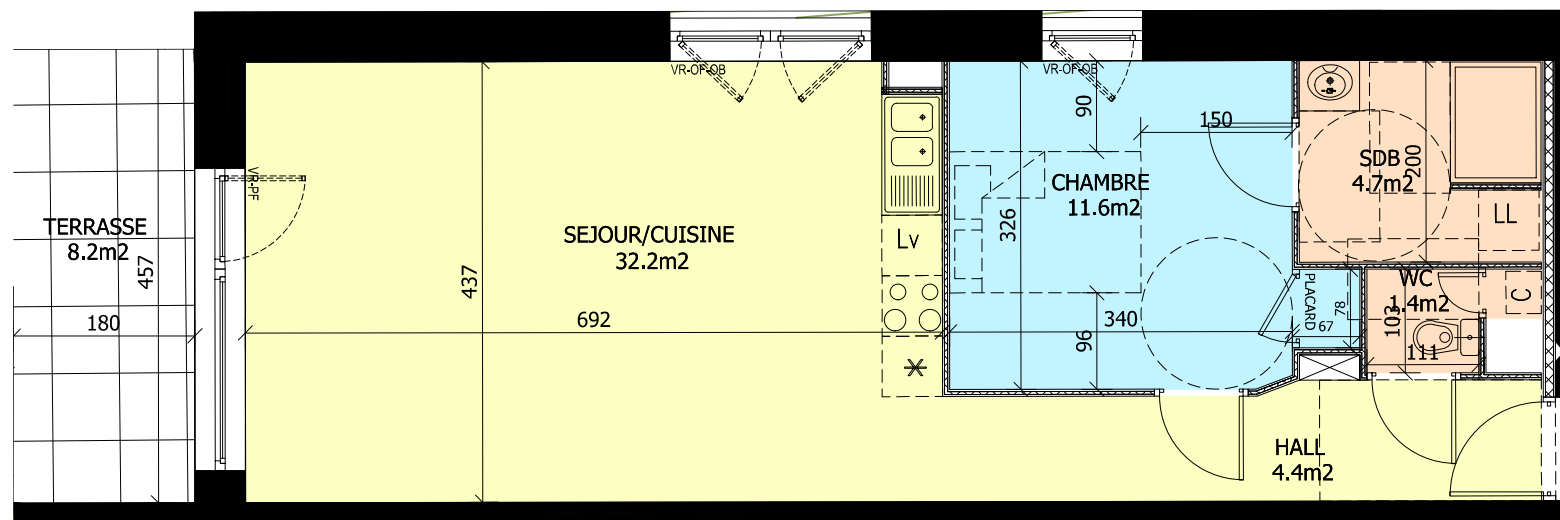 VR-OF-OB
VR-OF-OB
90
150
200
SDB
4.7m2
CHAMBRE
11.6m2
326
VR-PF
TERRASSE
8.2m2
457
SEJOUR/CUISINE
32.2m2
437
Lv
LL
WC
1.4m2
103
C
PLACARD
78
67
180
692
340
96
111
HALL
4.4m2